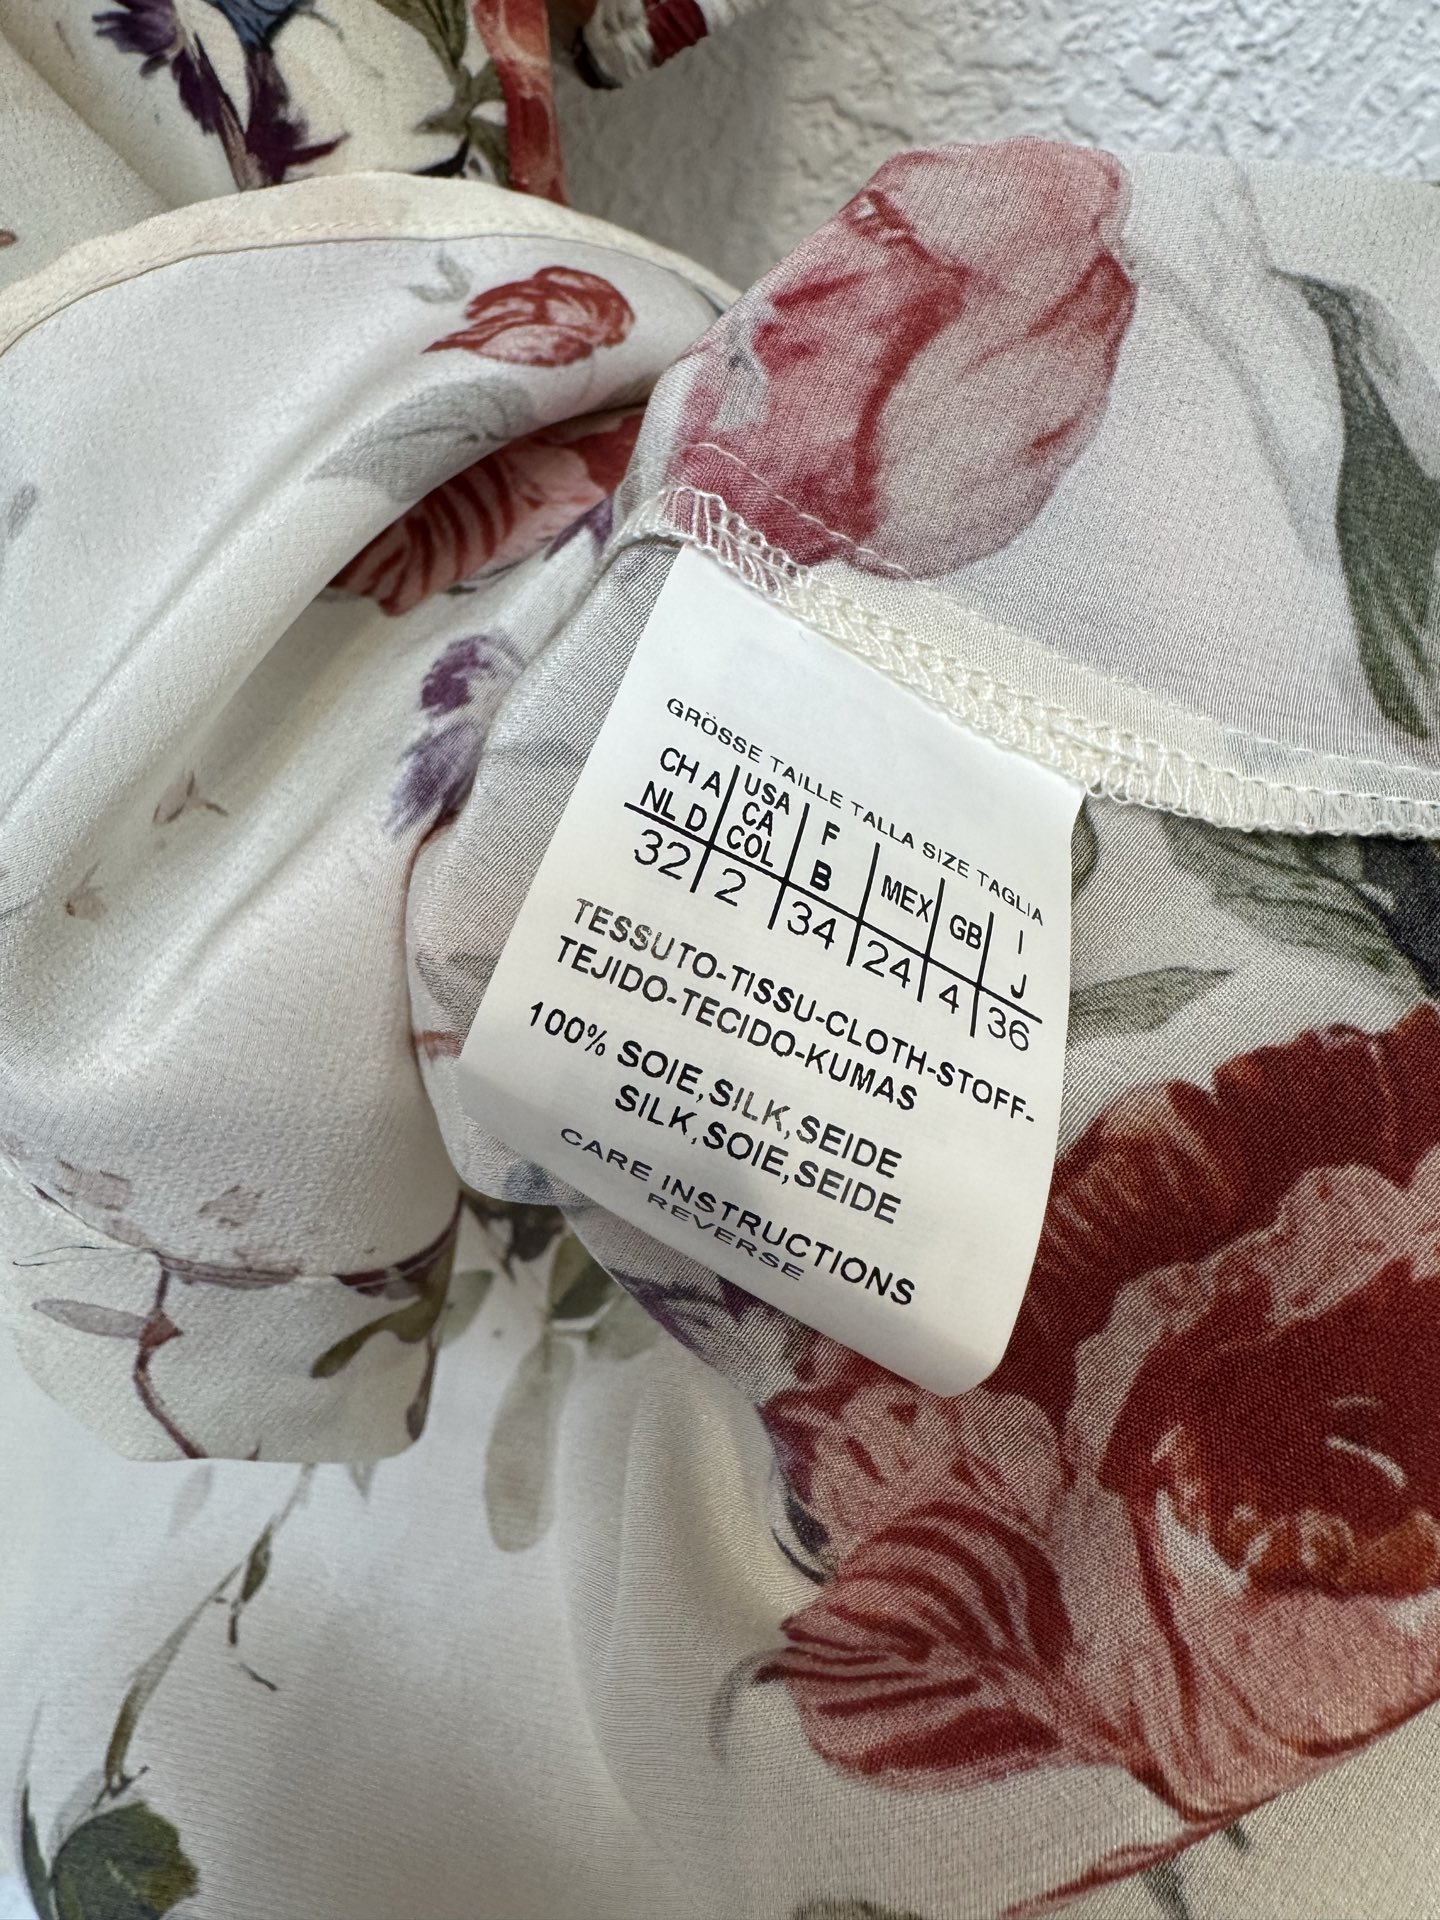 GRÖSSE TAILLE TALLA SIZE TAGLIA
CH A USA F MEX GB I
NL D CA B J
COL
32 2 34 24 4 36
TESSUTO-TISSU-CLOTH-STOFF-
TEJIDO-TECIDO-KUMAS
100% SOIE,SILK,SEIDE
SILK,SOIE,SEIDE
CARE INSTRUCTIONS
REVERSE